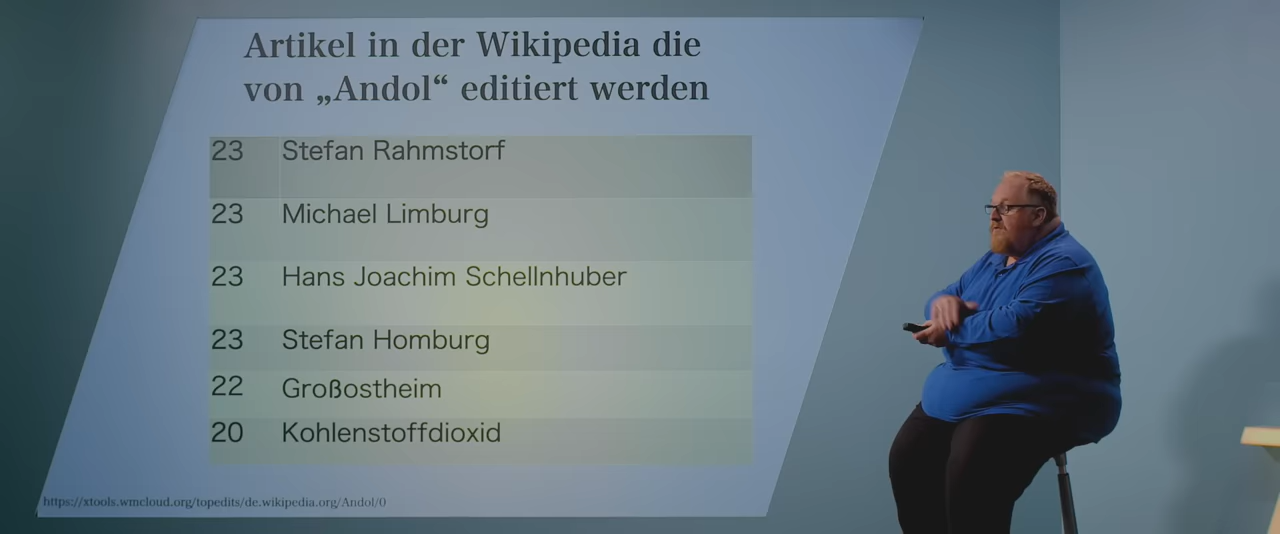 Artikel in der Wikipedia die
von „Andol“ editiert werden
23 Stefan Rahmstorf
23 Michael Limburg
23 Hans Joachim Schellnhuber
23 Stefan Homburg
22 Großostheim
20 Kohlenstoffdioxid
https://xtools.wmcloud.org/topedits/de.wikipedia.org/Andol/0